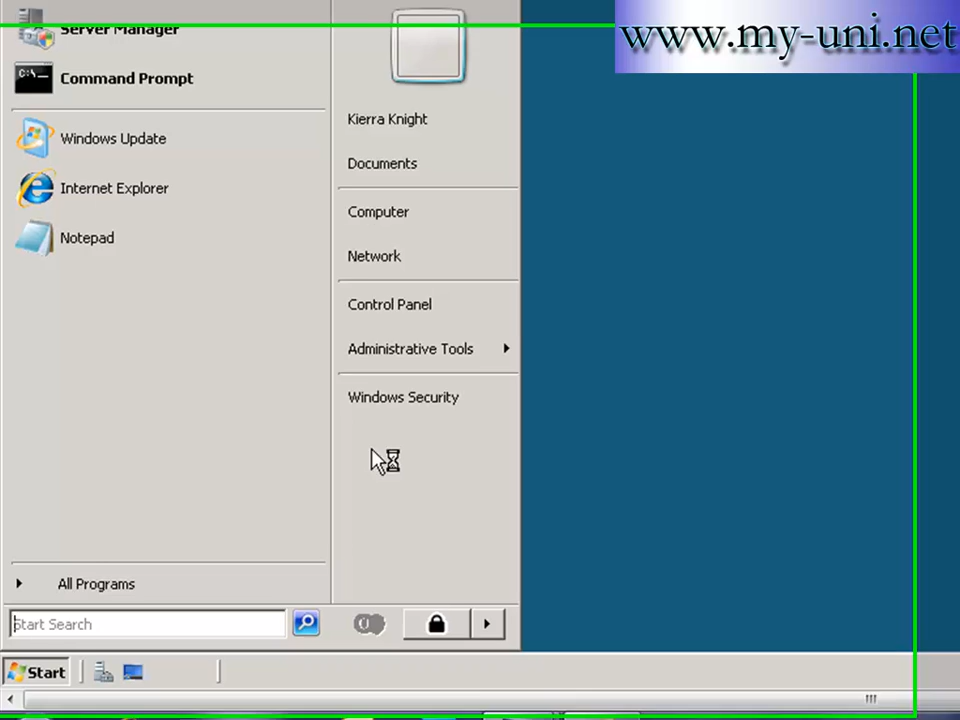 www.my-uni.net
Server Manager
Command Prompt
Windows Update
Internet Explorer
Notepad
All Programs
Start Search
Kierra Knight
Documents
Computer
Network
Control Panel
Administrative Tools
Windows Security
Start